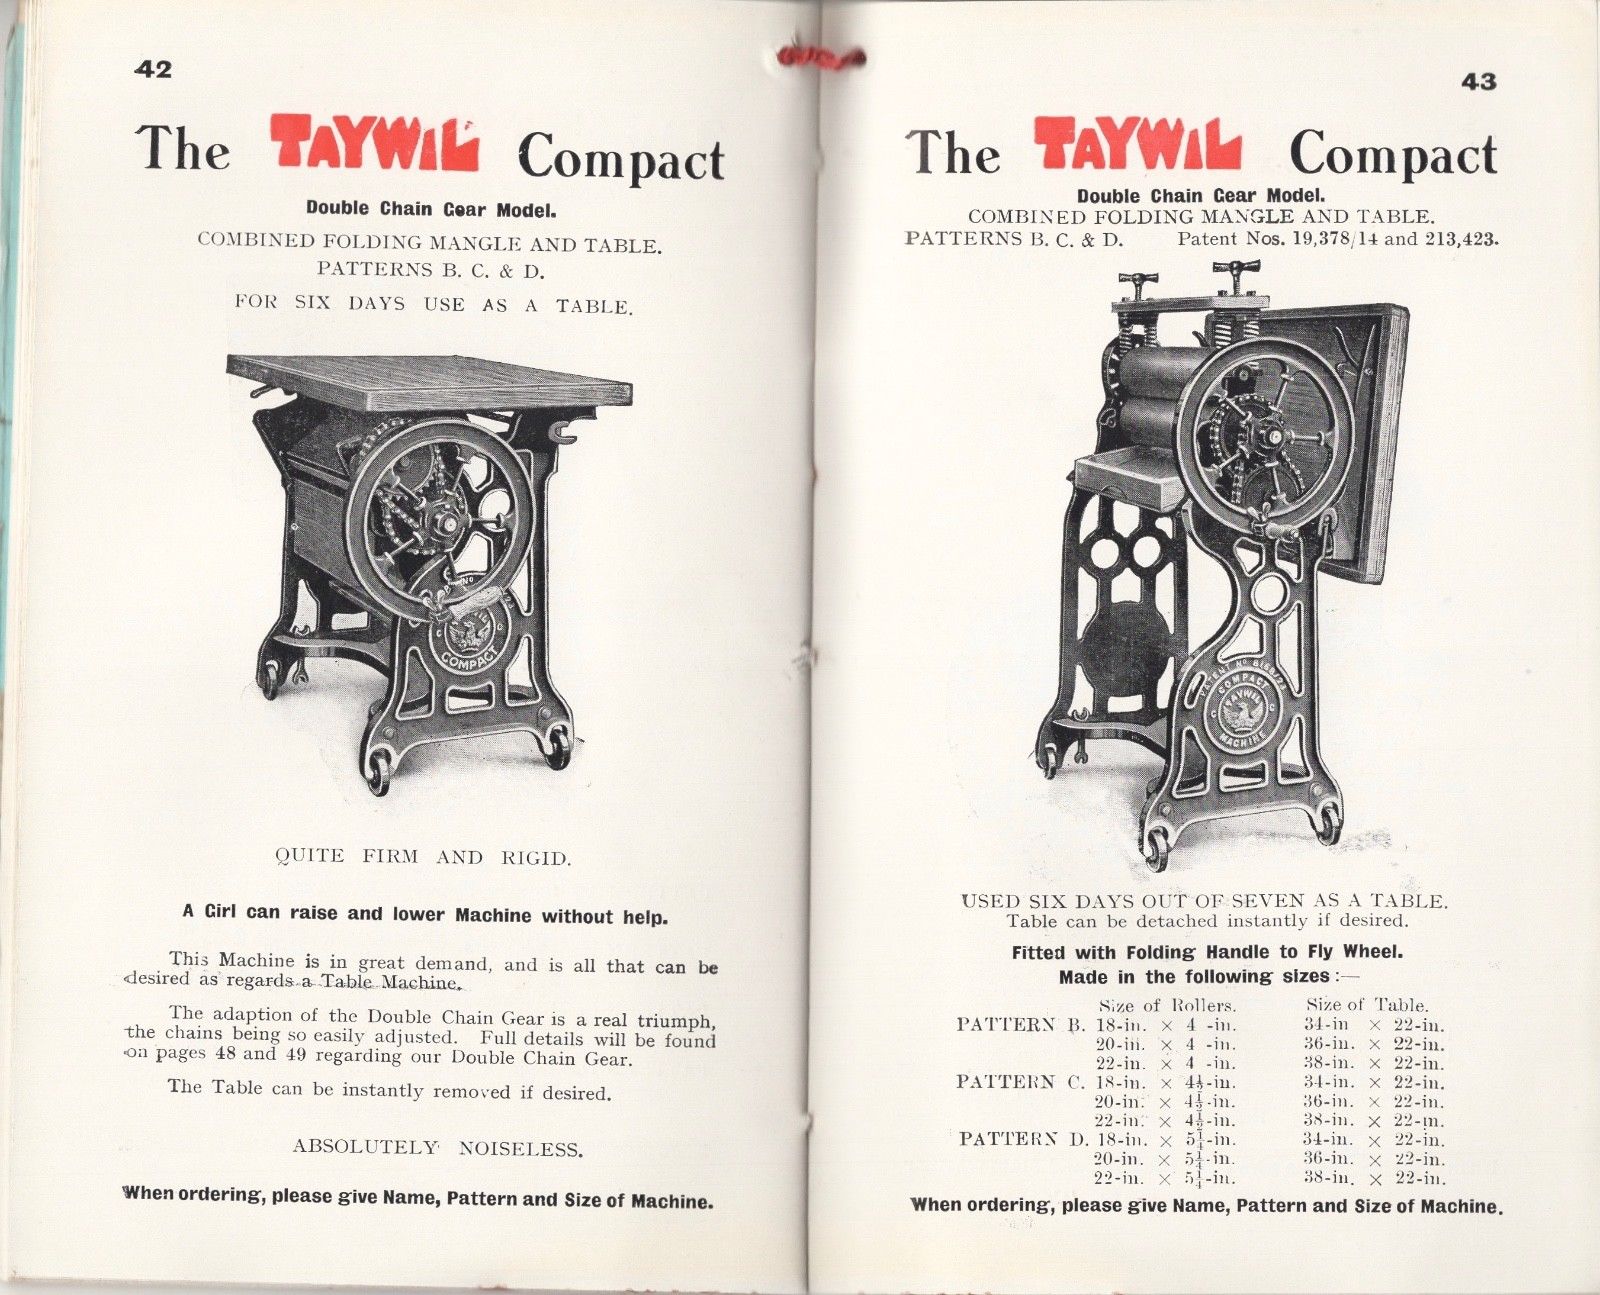 42
The TAYWIL Compact
Double Chain Gear Model.
COMBINED FOLDING MANGLE AND TABLE.
PATTERNS B. C. & D.
FOR SIX DAYS USE AS A TABLE.
COMPACT
QUITE FIRM AND RIGID.
A Girl can raise and lower Machine without help.
This Machine is in great demand, and is all that can be
desired as regards a Table Machine.
The adaption of the Double Chain Gear is a real triumph,
the chains being so easily adjusted. Full details will be found
on pages 48 and 49 regarding our Double Chain Gear.
The Table can be instantly removed if desired.
ABSOLUTELY NOISELESS.
When ordering, please give Name, Pattern and Size of Machine.
43
The TAYWIL Compact
Double Chain Gear Model.
COMBINED FOLDING MANGLE AND TABLE.
PATTERNS B. C. & D. Patent Nos. 19,378/14 and 213,423.
PATENT No
COMPACT
TAYWIL
MACHINE
USED SIX DAYS OUT OF SEVEN AS A TABLE.
Table can be detached instantly if desired.
Fitted with Folding Handle to Fly Wheel.
Made in the following sizes:—
Size of Rollers. Size of Table.
PATTERN B. 18-in. × 4 -in. 34-in × 22-in.
20-in. × 4 -in. 36-in. × 22-in.
22-in. × 4 -in. 38-in. × 22-in.
PATTERN C. 18-in. × 4½-in. 34-in. × 22-in.
20-in. × 4½-in. 36-in. × 22-in.
22-in. × 4½-in. 38-in. × 22-in.
PATTERN D. 18-in. × 5¼-in. 34-in. × 22-in.
20-in. × 5¼-in. 36-in. × 22-in.
22-in. × 5¼-in. 38-in. × 22-in.
When ordering, please give Name, Pattern and Size of Machine.